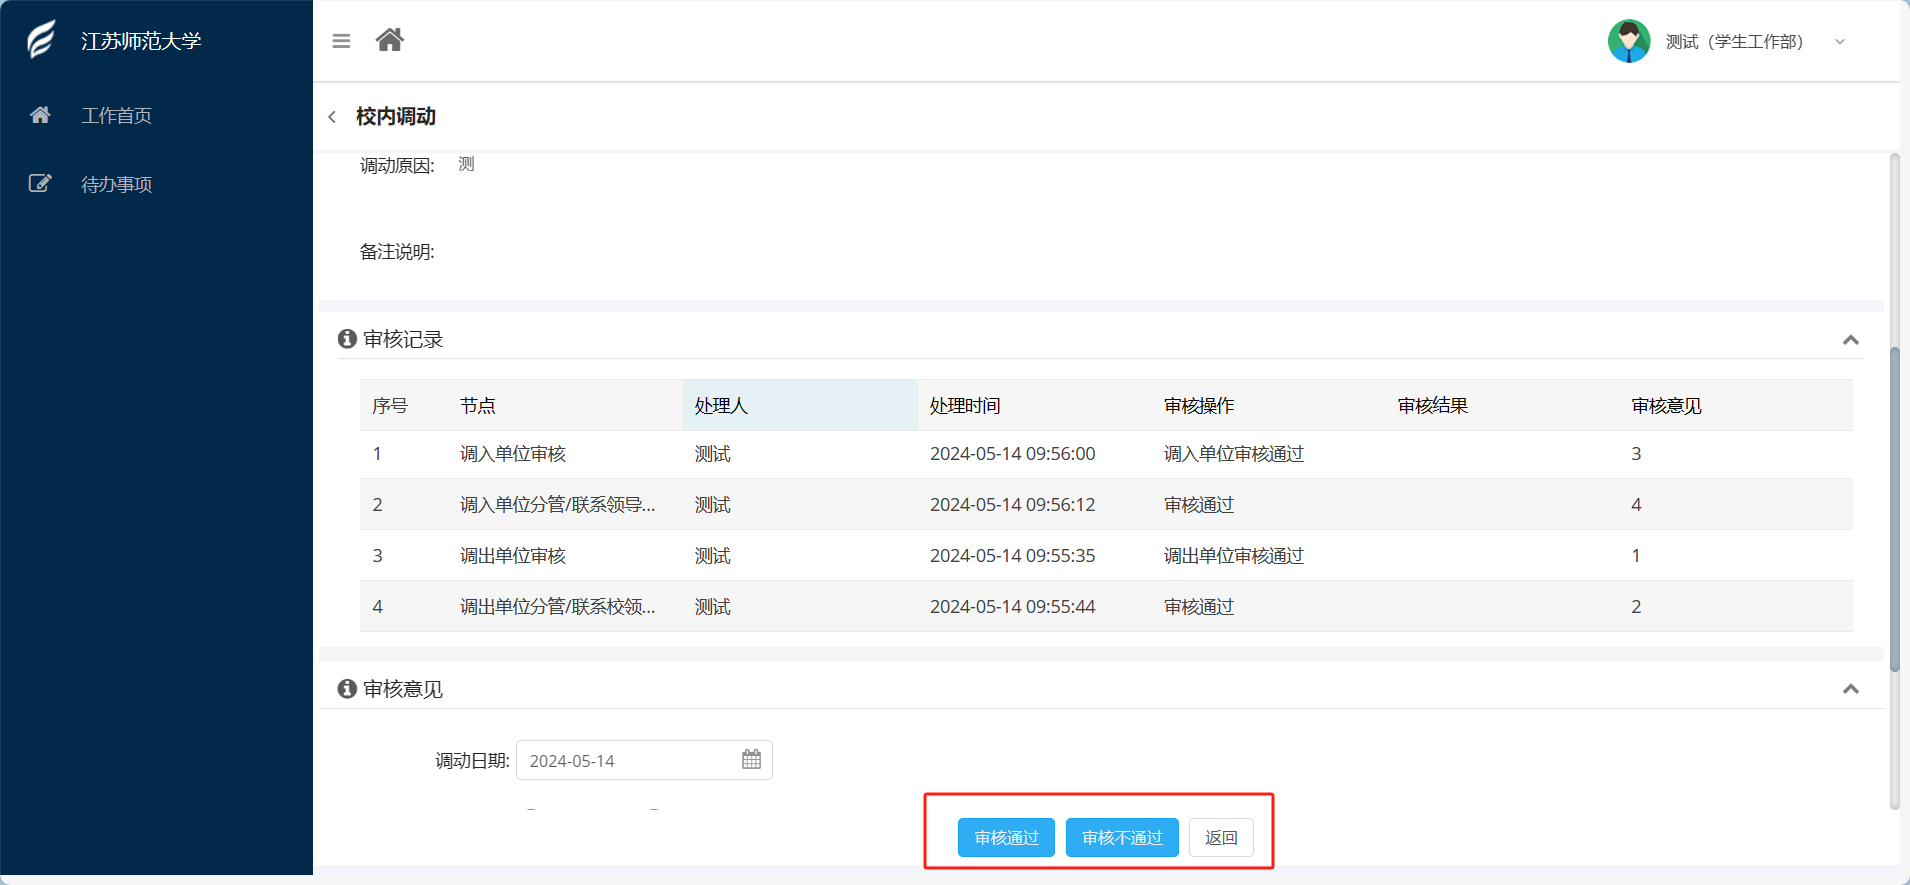 江苏师范大学
测试（学生工作部）
工作首页
待办事项
校内调动
调动原因: 测
备注说明:
审核记录
序号 节点 处理人 处理时间 审核操作 审核结果 审核意见
1 调入单位审核 测试 2024-05-14 09:56:00 调入单位审核通过 3
2 调入单位分管/联系领导... 测试 2024-05-14 09:56:12 审核通过 4
3 调出单位审核 测试 2024-05-14 09:55:35 调出单位审核通过 1
4 调出单位分管/联系校领... 测试 2024-05-14 09:55:44 审核通过 2
审核意见
调动日期: 2024-05-14
审核通过 审核不通过 返回